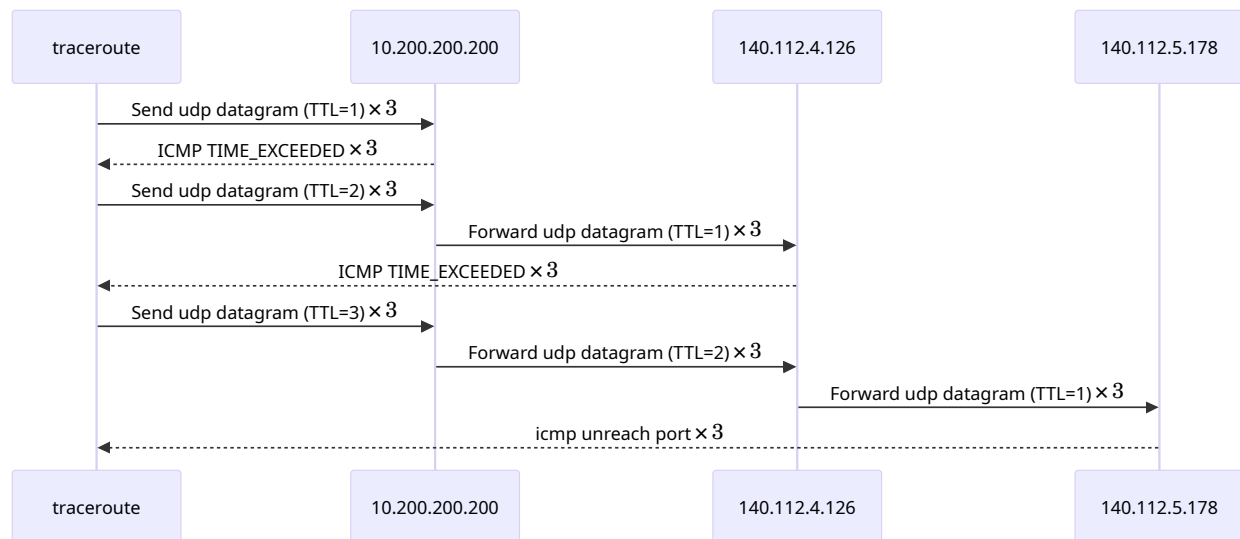 traceroute
10.200.200.200
140.112.4.126
140.112.5.178
Send udp datagram (TTL=1)×3
ICMP TIME_EXCEEDED×3
Send udp datagram (TTL=2)×3
Forward udp datagram (TTL=1)×3
ICMP TIME_EXCEEDED×3
Send udp datagram (TTL=3)×3
Forward udp datagram (TTL=2)×3
Forward udp datagram (TTL=1)×3
icmp unreach port×3
traceroute
10.200.200.200
140.112.4.126
140.112.5.178